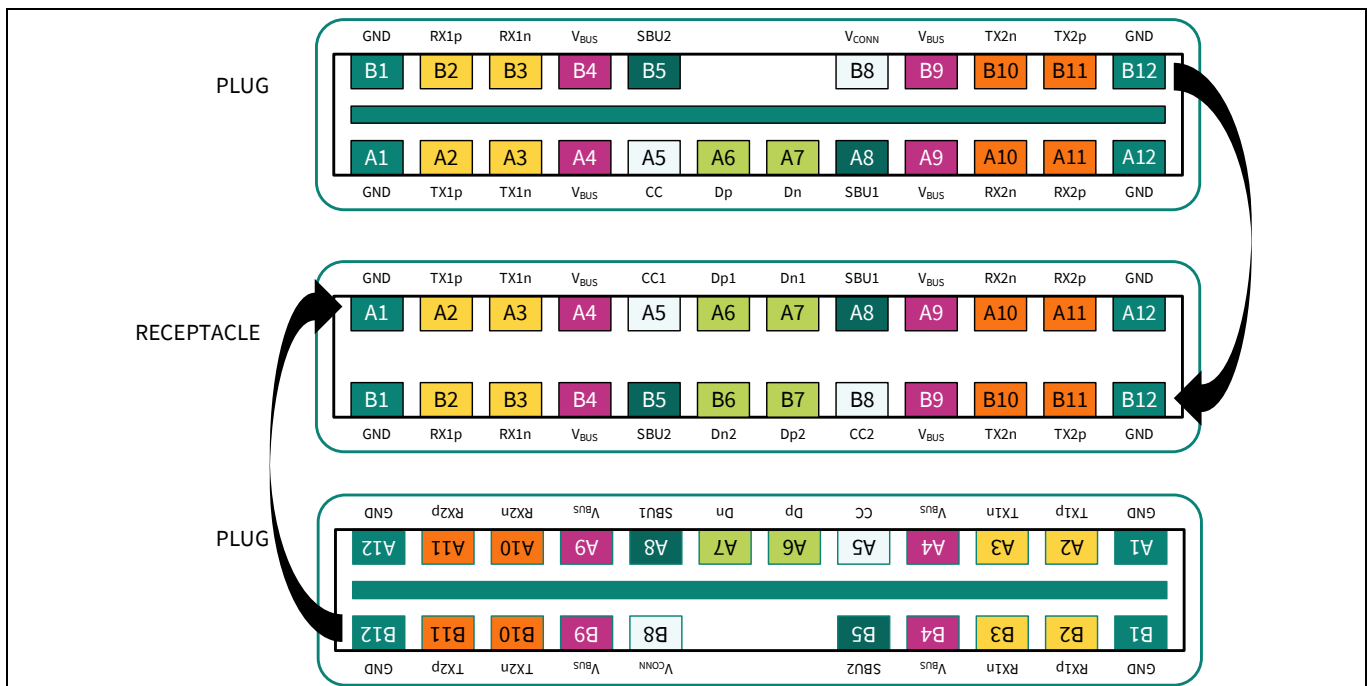 GND RX1p RX1n VBUS SBU2 VCONN VBUS TX2n TX2p GND
B1 B2 B3 B4 B5 B8 B9 B10 B11 B12
PLUG
A1 A2 A3 A4 A5 A6 A7 A8 A9 A10 A11 A12
GND TX1p TX1n VBUS CC Dp Dn SBU1 VBUS RX2n RX2p GND
GND TX1p TX1n VBUS CC1 Dp1 Dn1 SBU1 VBUS RX2n RX2p GND
A1 A2 A3 A4 A5 A6 A7 A8 A9 A10 A11 A12
RECEPTACLE
B1 B2 B3 B4 B5 B6 B7 B8 B9 B10 B11 B12
GND RX1p RX1n VBUS SBU2 Dn2 Dp2 CC2 VBUS TX2n TX2p GND
GND RX2p RX2n VBUS SBU1 Dn Dp CC VBUS TX1n TX1p GND
PLUG
A12 A11 A10 A9 A8 A7 A6 A5 A4 A3 A2 A1
B12 B11 B10 B9 B8 B5 B4 B3 B2 B1
GND TX2p TX2n VBUS VCONN SBU2 VBUS RX1n RX1p GND